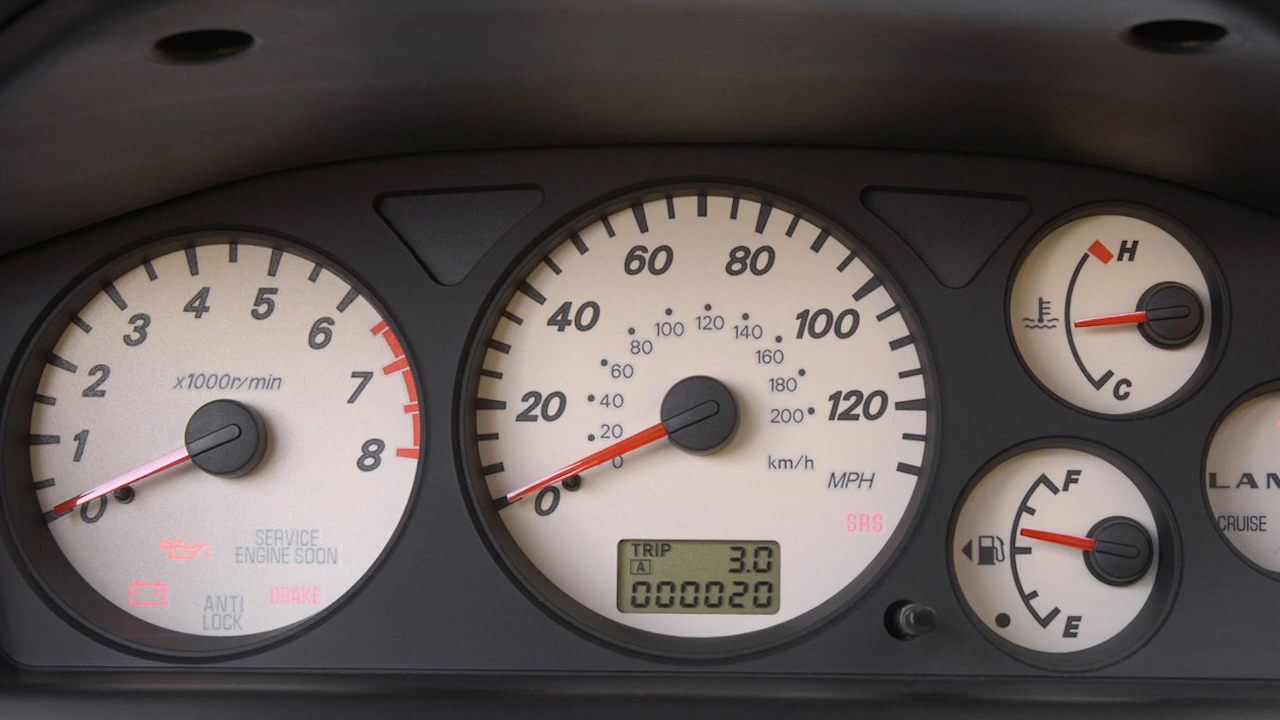 0
1
2
3
4
5
6
7
8
x1000r/min
SERVICE
ENGINE SOON
BRAKE
ANTI
LOCK
0
20
40
60
80
100
120
0
20
40
60
80
100
120
140
160
180
200
km/h
MPH
SRS
TRIP
A 3.0
000020
H
C
F
E
LAN
CRUISE